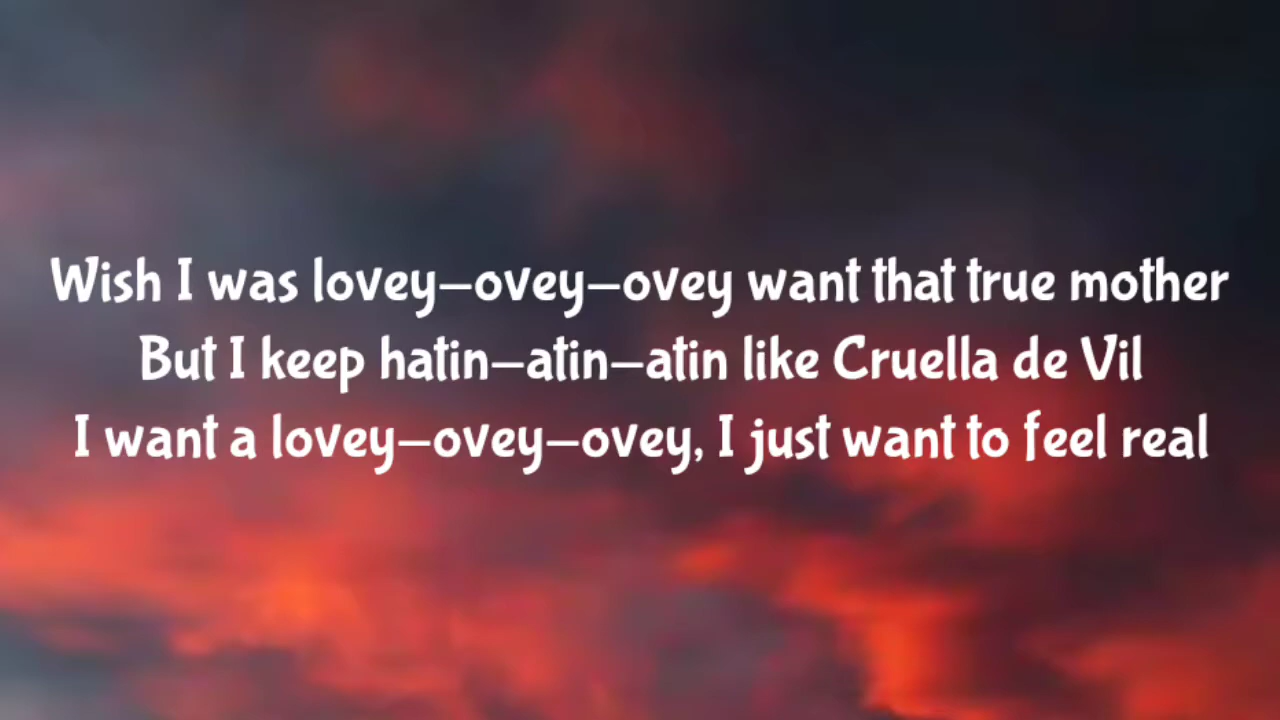 Wish I was lovey-ovey-ovey want that true mother
But I keep hatin-atin-atin like Cruella de Vil
I want a lovey-ovey-ovey, I just want to feel real